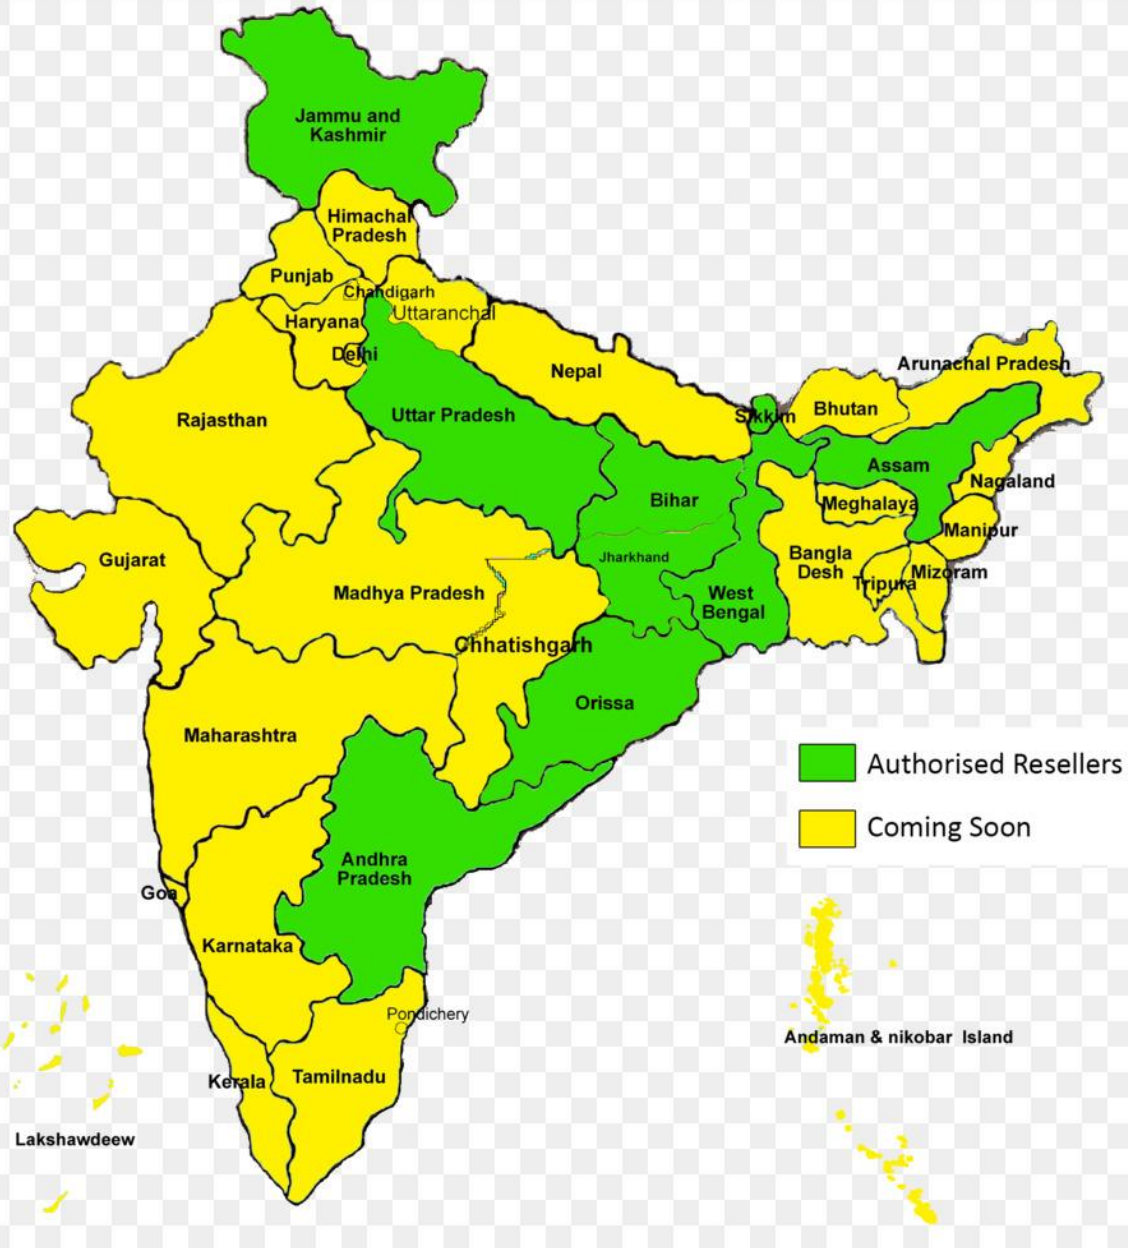 Jammu and
Kashmir
Himachal
Pradesh
Punjab
Chandigarh
Uttaranchal
Haryana
Delhi
Nepal
Arunachal Pradesh
Rajasthan
Uttar Pradesh
Sikkim
Bhutan
Assam
Nagaland
Bihar
Meghalaya
Manipur
Gujarat
Jharkhand
Bangla
Desh
Tripura
Mizoram
Madhya Pradesh
West
Bengal
Chhatishgarh
Orissa
Maharashtra
Authorised Resellers
Coming Soon
Andhra
Pradesh
Goa
Karnataka
Pondichery
Andaman & nikobar Island
Kerala
Tamilnadu
Lakshawdeew